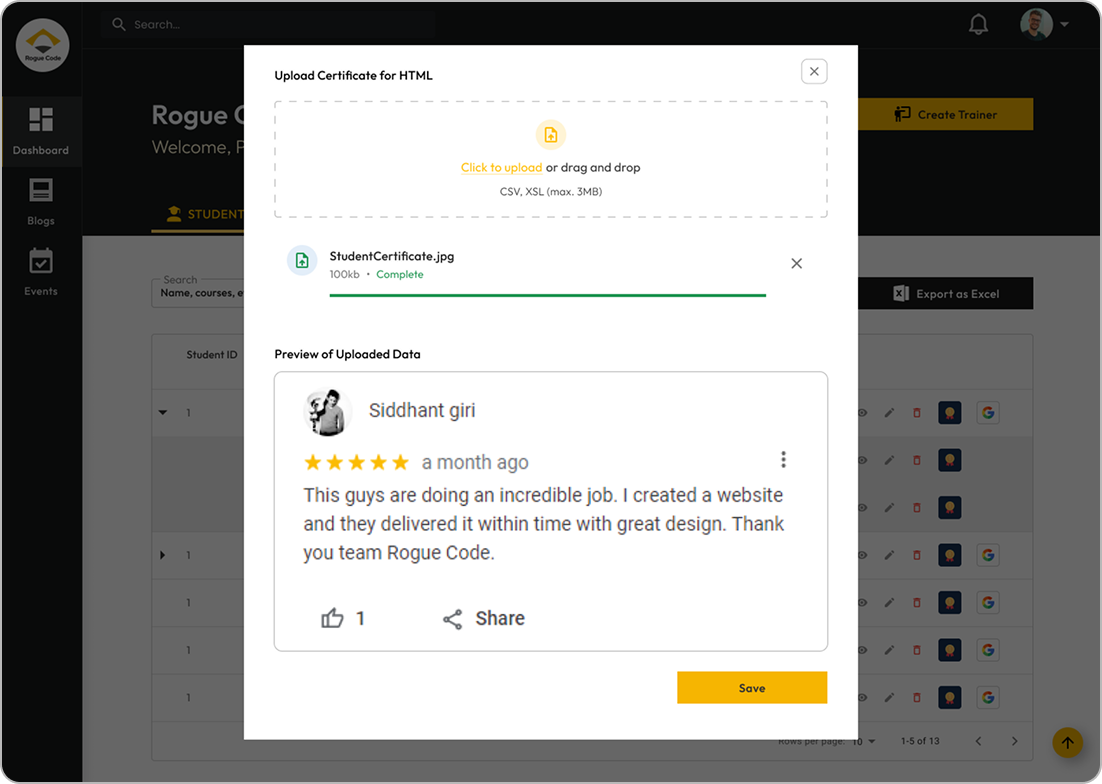 Rogue Code
Search...
Dashboard
Blogs
Events
Rogue C
Welcome, P
Create Trainer
STUDENT
Search
Name, courses, e
Export as Excel
Student ID
1
1
1
1
1
Rows per page: 10
1-5 of 13
Upload Certificate for HTML
Click to upload or drag and drop
CSV, XSL (max. 3MB)
StudentCertificate.jpg
100kb • Complete
Preview of Uploaded Data
Siddhant giri
a month ago
This guys are doing an incredible job. I created a website
and they delivered it within time with great design. Thank
you team Rogue Code.
1
Share
Save